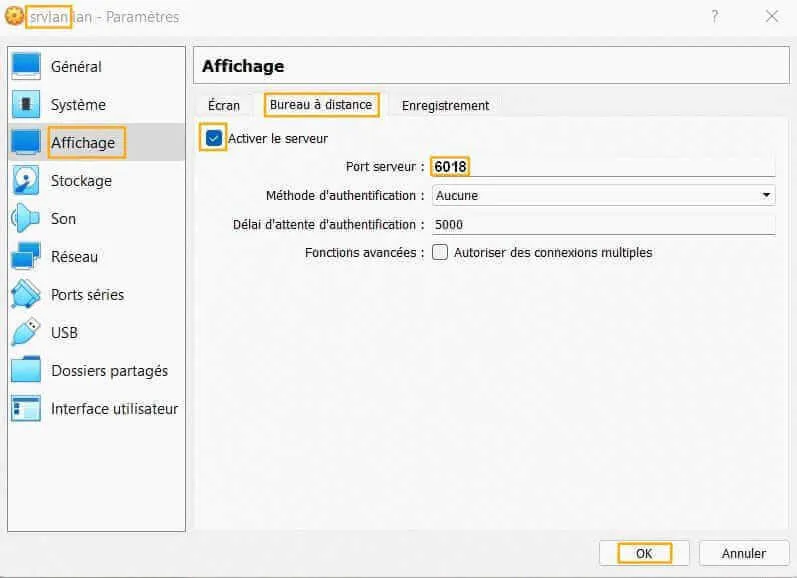 srvlan lan - Paramètres
?
Général
Système
Affichage
Stockage
Son
Réseau
Ports séries
USB
Dossiers partagés
Interface utilisateur
Affichage
Écran Bureau à distance Enregistrement
Activer le serveur
Port serveur : 6018
Méthode d'authentification : Aucune
Délai d'attente d'authentification : 5000
Fonctions avancées : Autoriser des connexions multiples
OK Annuler